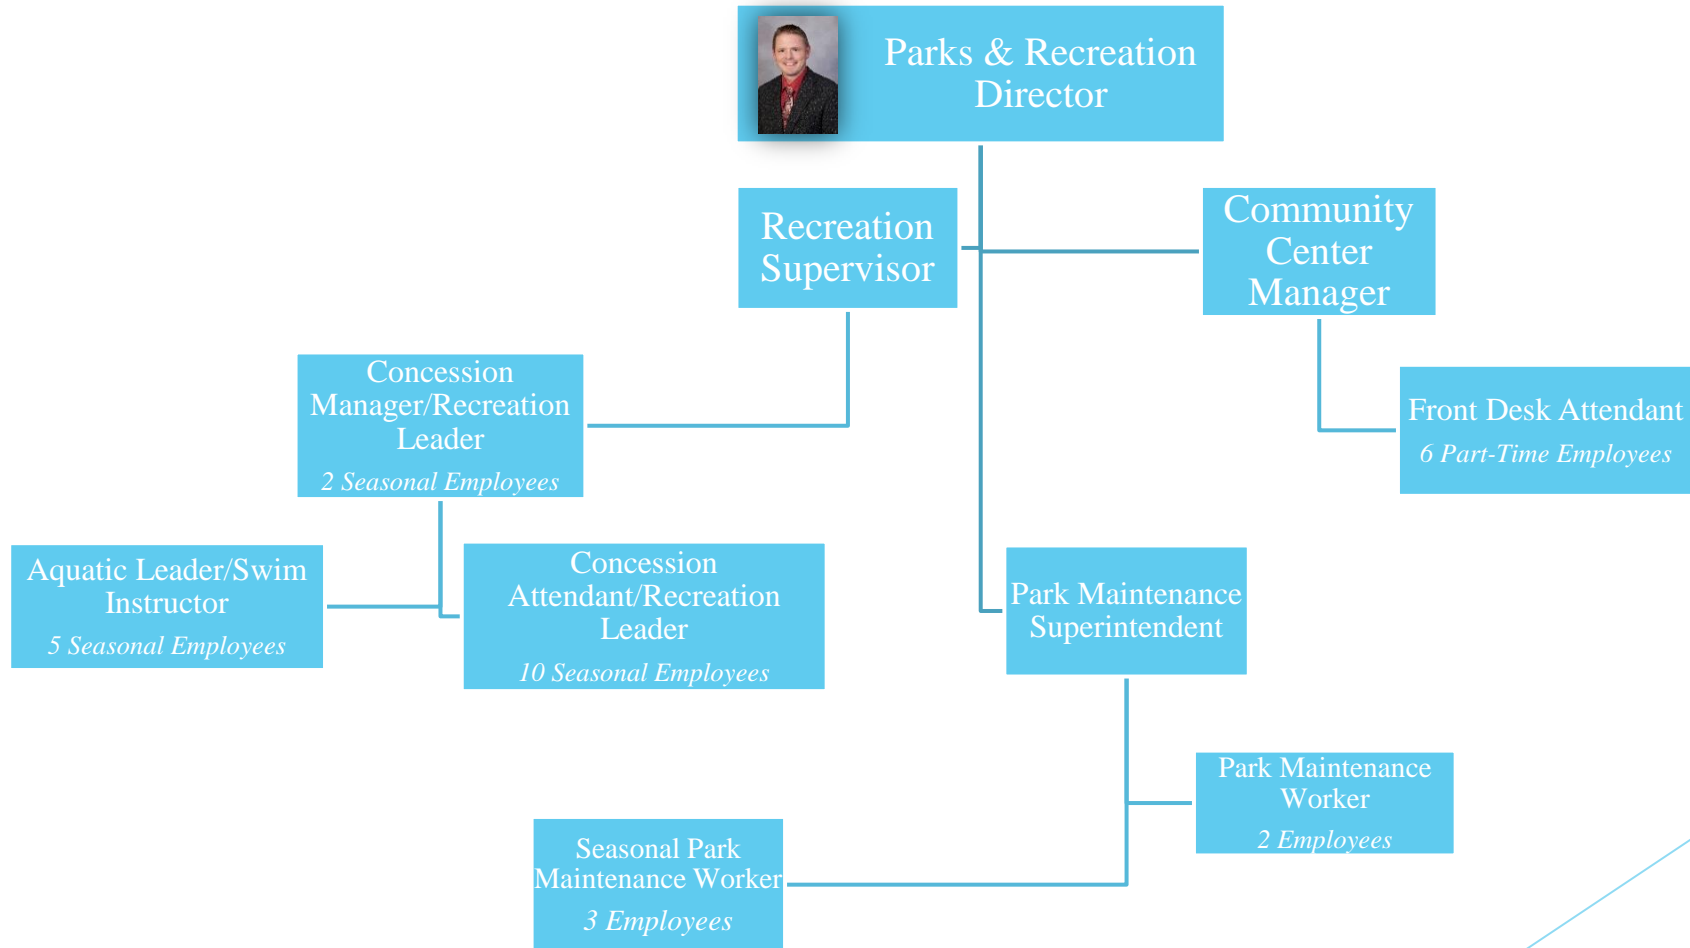 Parks & Recreation
Director
Recreation
Supervisor
Community
Center
Manager
Concession
Manager/Recreation
Leader
2 Seasonal Employees
Front Desk Attendant
6 Part-Time Employees
Aquatic Leader/Swim
Instructor
5 Seasonal Employees
Concession
Attendant/Recreation
Leader
10 Seasonal Employees
Park Maintenance
Superintendent
Park Maintenance
Worker
2 Employees
Seasonal Park
Maintenance Worker
3 Employees